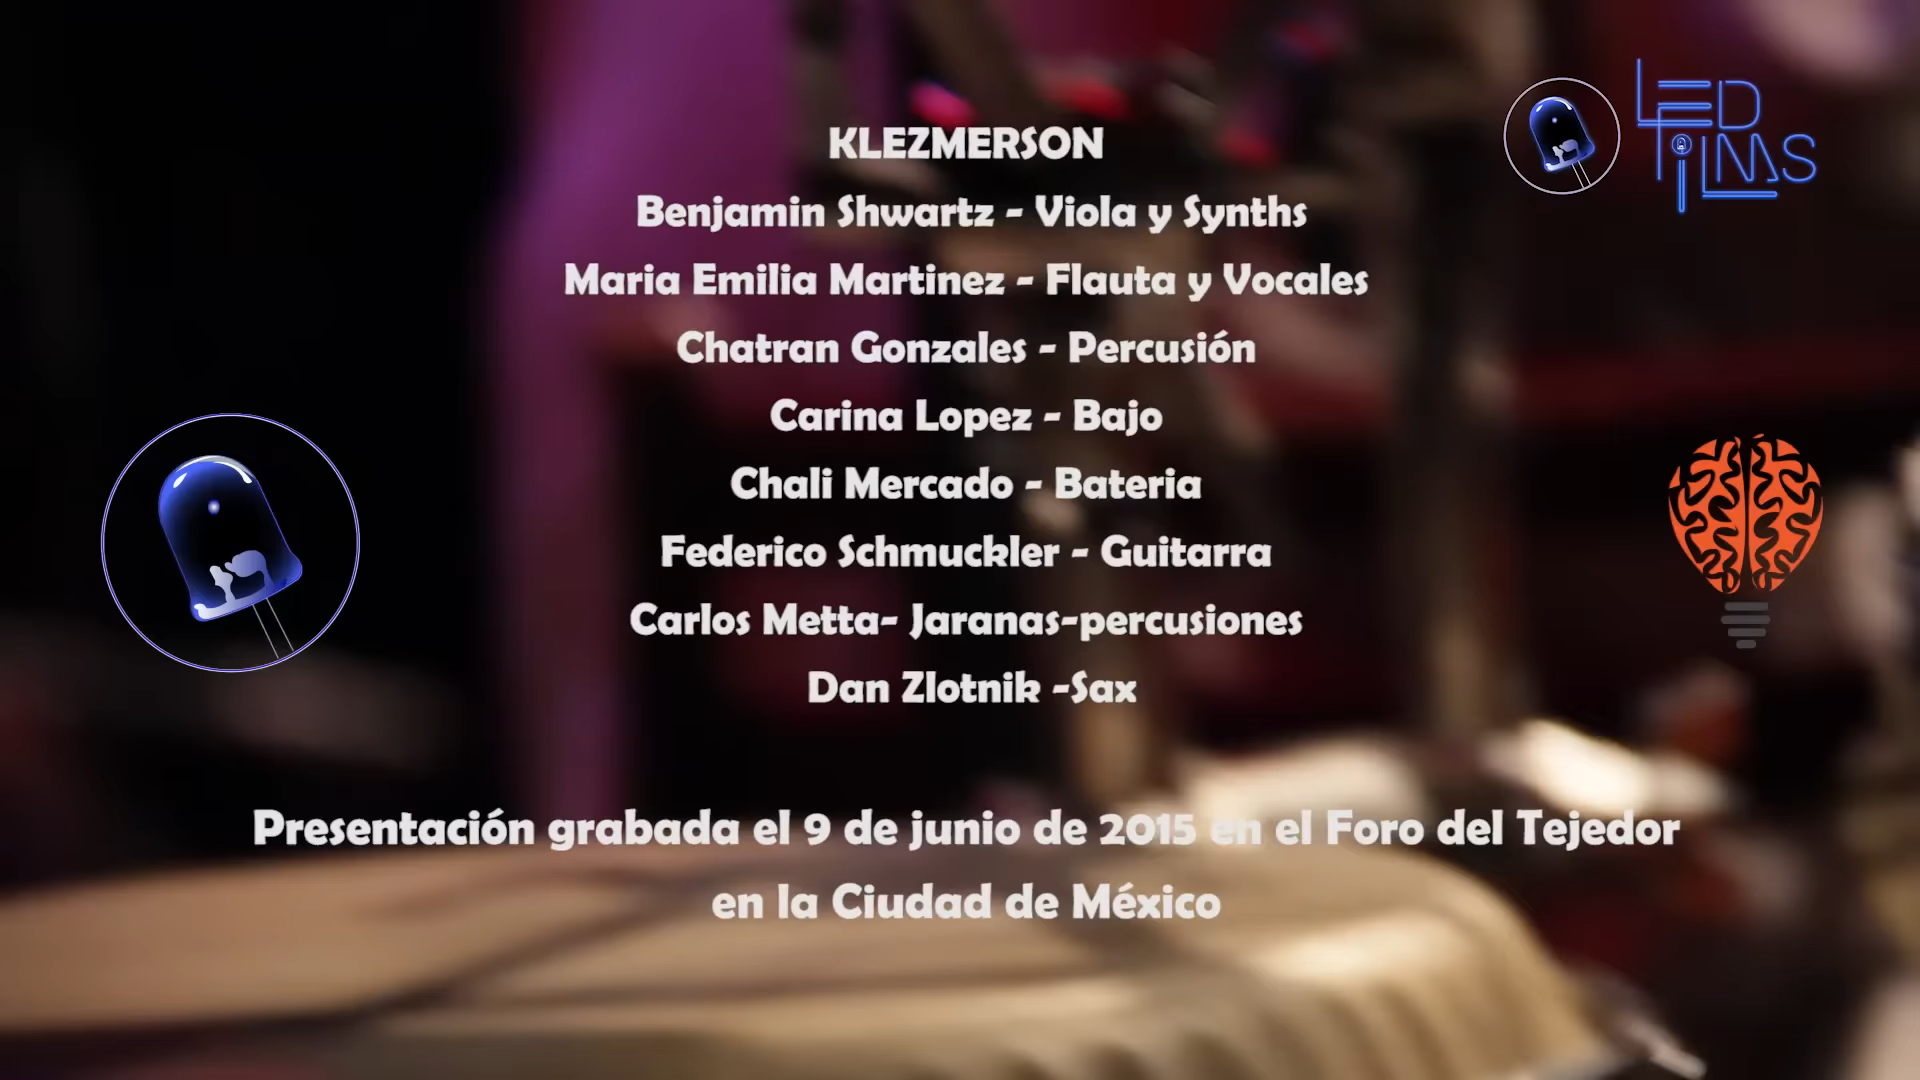 LED
FILMS
KLEZMERSON
Benjamin Shwartz - Viola y Synths
Maria Emilia Martinez - Flauta y Vocales
Chatran Gonzales - Percusión
Carina Lopez - Bajo
Chali Mercado - Bateria
Federico Schmuckler - Guitarra
Carlos Metta- Jaranas-percusiones
Dan Zlotnik -Sax
Presentación grabada el 9 de junio de 2015 en el Foro del Tejedor
en la Ciudad de México